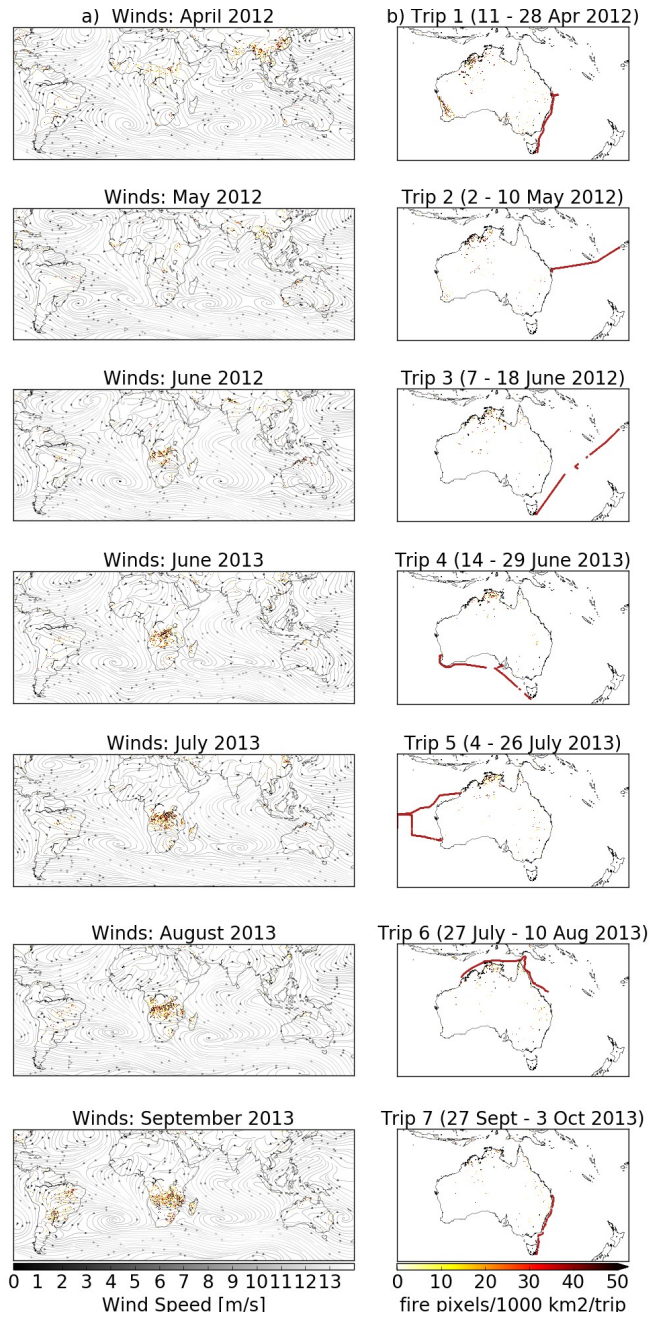 a)  Winds: April 2012
b) Trip 1 (11 - 28 Apr 2012)
Winds: May 2012
Trip 2 (2 - 10 May 2012)
Winds: June 2012
Trip 3 (7 - 18 June 2012)
Winds: June 2013
Trip 4 (14 - 29 June 2013)
Winds: July 2013
Trip 5 (4 - 26 July 2013)
Winds: August 2013
Trip 6 (27 July - 10 Aug 2013)
Winds: September 2013
Trip 7 (27 Sept - 3 Oct 2013)
0 1 2 3 4 5 6 7 8 9 10 11 12 13
Wind Speed [m/s]
0 10 20 30 40 50
fire pixels/1000 km2/trip